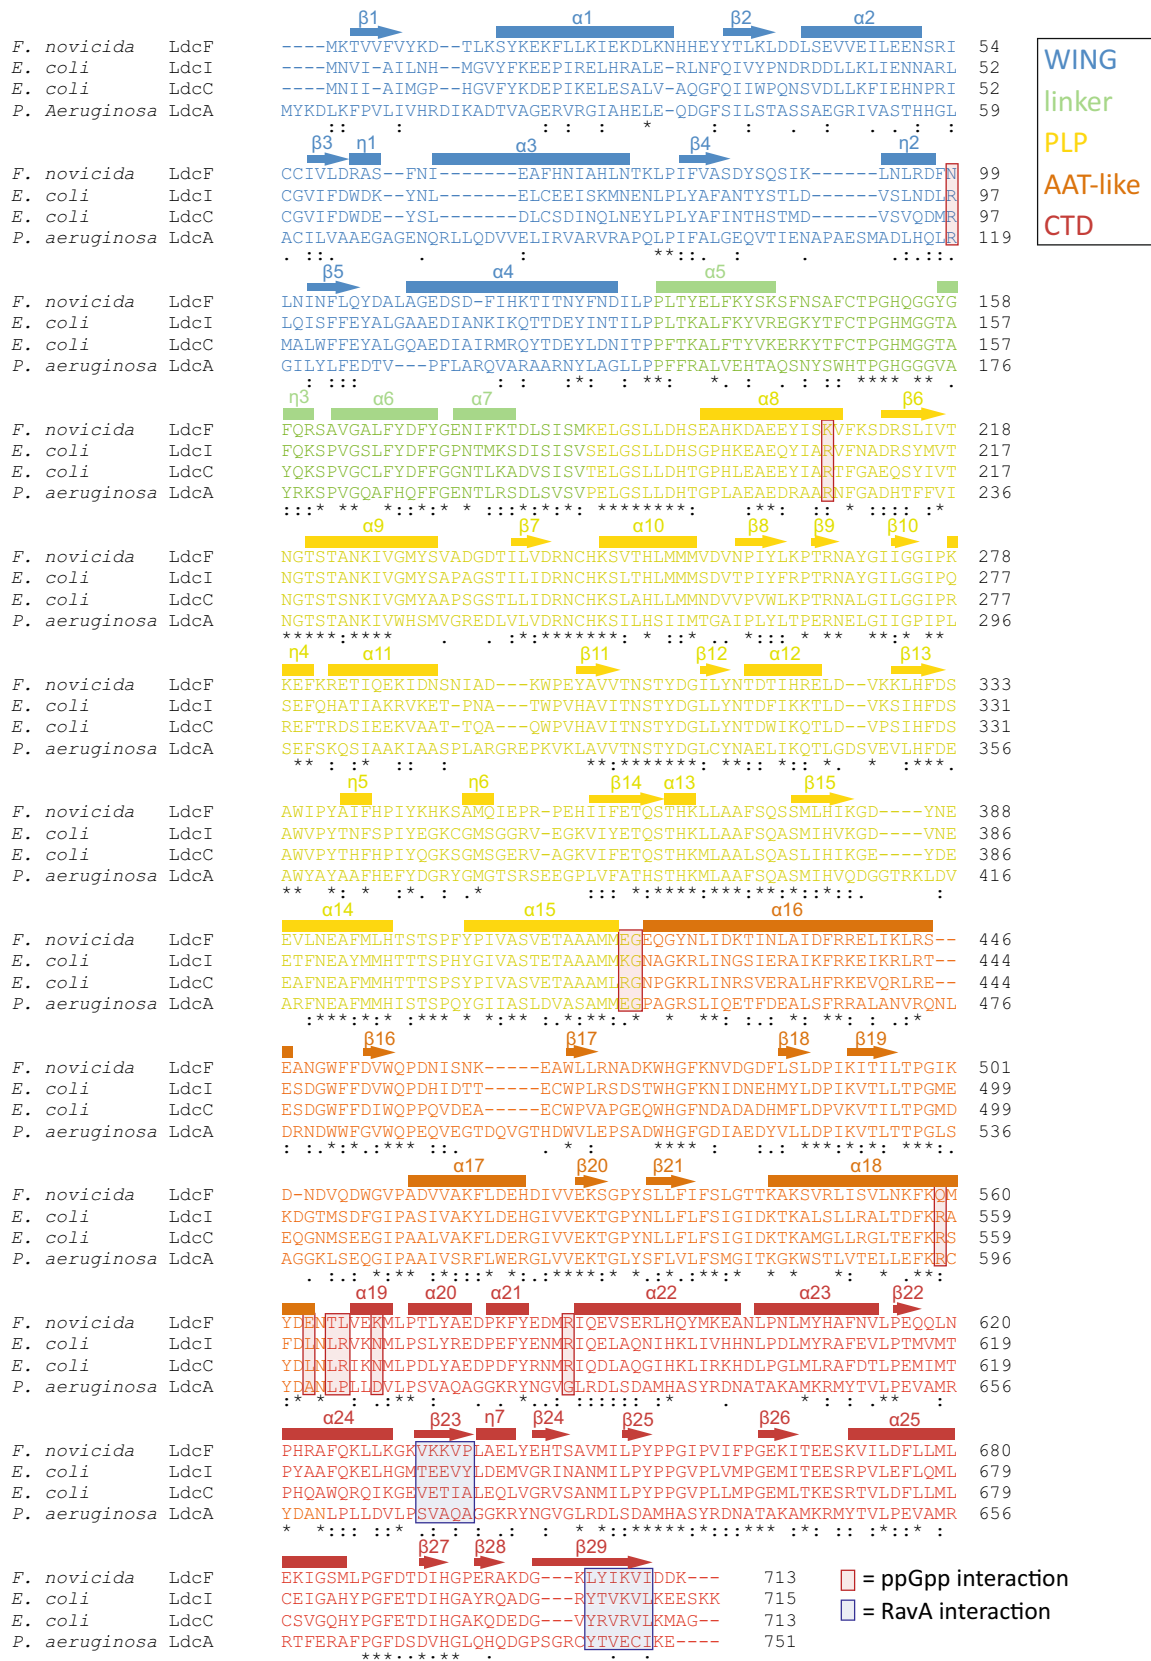 β1 α1 β2 α2
F. novicida LdcF ----MKTVVFVYKD--TLKSYKEKFLLKIEKDLKNHHEYYTLKLDDLSEVVEILEENSRI 54
E. coli LdcI ----MNVI-AILNH--MGVYFKEEPIRELHRALE-RLNFQIVYPNDRDDLLKLIENNARL 52
E. coli LdcC ----MNII-AIMGP--HGVYFKDEPIKELESALV-AQGFQIIWPQNSVDLLKFIEHNPRI 52
P. Aeruginosa LdcA MYKDLKFPVLIVHRDIKADTVAGERVRGIAHELE-QDGFSILSTASSAEGRIVASTHHGL 59
:: : : : : * : : : . . : :
β3 η1 α3 β4 η2
F. novicida LdcF CCIVLDRAS--FNI------EAFHNIAHLNTKLPIFVASDYSQSIK------LNLRDFN 99
E. coli LdcI CGVIFDWDK--YNL------ELCEEISKMNENLPLYAFANTYSTLD------VSLNDLR 97
E. coli LdcC CGVIFDWDE--YSL------DLCSDINQLNEYLPLYAFINTHSTMD------VSVQDMR 97
P. aeruginosa LdcA ACILVAAEGAGENQRLLQDVVELIRVARVRAPQLPIFALGEQVTIENAPAESMADLHQLR 119
. :: . : **::: . : .::::.
β5 α4 α5
F. novicida LdcF LNINFLQYDALAGEDSD-FIHKTITNYFNDILPPLTYELFKYSKSFNSAFCTPGHQGGYG 158
E. coli LdcI LQISFFEYALGAAEDIANKIKQTTDEYINTILPPLTKALFKYVREGKYTFCTPGHMGGTA 157
E. coli LdcC MALWFFEYALGQAEDIAIRMRQYTDEYLDNITPPFTKALFTYVKERKYTFCTPGHMGGTA 157
P. aeruginosa LdcA GILYLFEDTV---PFLARQVARAARNYLAGLLPPFFRALVEHTAQSNYSWHTPGHGGGVA 176
: ::: : : :*: : **: *. : . : :: **** ** .
η3 α6 α7 α8 β6
F. novicida LdcF FQRSAVGALFYDFYGENIFKTDLSISMKELGSLLDHSEAHKDAEEYISKVFKSDRSLIVT 218
E. coli LdcI FQKSPVGSLFYDFFGPNTMKSDISISVSELGSLLDHSGPHKEAEQYIARVFNADRSYMVT 217
E. coli LdcC YQKSPVGCLFYDFFGGNTLKADVSISVTELGSLLDHTGPHLEAEEYIARTFGAEQSYIVT 217
P. aeruginosa LdcA YRKSPVGQAFHQFFGENTLRSDLSVSVPELGSLLDHTGPLAEAEDRAARNFGADHTFFVI 236
:::* ** *::*:* * :::*:*:*: ********: :**: :: * ::: :*
α9 β7 α10 β8 β9 β10
F. novicida LdcF NGTSTANKIVGMYSVADGDTILVDRNCHKSVTHLMMMVDVNPIYLKPTRNAYGIIGGIPK 278
E. coli LdcI NGTSTANKIVGMYSAPAGSTILIDRNCHKSLTHLMMMSDVTPIYFRPTRNAYGILGGIPQ 277
E. coli LdcC NGTSTSNKIVGMYAAPSGSTLLIDRNCHKSLAHLLMMNDVVPVWLKPTRNALGILGGIPR 277
P. aeruginosa LdcA NGTSTANKIVWHSMVGREDLVLVDRNCHKSILHSIIMTGAIPLYLTPERNELGIIGPIPL 296
*****:**** . . :*:*******: * ::* .. *::: * ** **:* **
η4 α11 β11 β12 α12 β13
F. novicida LdcF KEFKRETIQEKIDNSNIAD---KWPEYAVVTNSTYDGILYNTDTIHRELD--VKKLHFDS 333
E. coli LdcI SEFQHATIAKRVKET-PNA---TWPVHAVITNSTYDGLLYNTDFIKKTLD--VKSIHFDS 331
E. coli LdcC REFTRDSIEEKVAAT-TQA---QWPVHAVITNSTYDGLLYNTDWIKQTLD--VPSIHFDS 331
P. aeruginosa LdcA SEFSKQSIAAKIAASPLARGREPKVKLAVVTNSTYDGLCYNAELIKQTLGDSVEVLHFDE 356
** : :* :: : **:*******: **:: *:: *. * :***.
η5 η6 β14 α13 β15
F. novicida LdcF AWIPYAIFHPIYKHKSAMQIEPR-PEHIIFETQSTHKLLAAFSQSSMLHIKGD----YNE 388
E. coli LdcI AWVPYTNFSPIYEGKCGMSGGRV-EGKVIYETQSTHKLLAAFSQASMIHVKGD----VNE 386
E. coli LdcC AWVPYTHFHPIYQGKSGMSGERV-AGKVIFETQSTHKMLAALSQASLIHIKGE----YDE 386
P. aeruginosa LdcA AWYAYAAFHEFYDGRYGMGTSRSEEGPLVFATHSTHKMLAAFSQASMIHVQDGGTRKLDV 416
** *: * :*. : .* ::: *:****:***:**:*::*::. :
α14 α15 α16
F. novicida LdcF EVLNEAFMLHTSTSPFYPIVASVETAAAMMEGEQGYNLIDKTINLAIDFRRELIKLRS-- 446
E. coli LdcI ETFNEAYMMHTTTSPHYGIVASTETAAAMMKGNAGKRLINGSIERAIKFRKEIKRLRT-- 444
E. coli LdcC EAFNEAFMMHTTTSPSYPIVASVETAAAMLRGNPGKRLINRSVERALHFRKEVQRLRE-- 444
P. aeruginosa LdcA ARFNEAFMMHISTSPQYGIIASLDVASAMMEGPAGRSLIQETFDEALSFRRALANVRQNL 476
:***:*:* :*** * *:** :.*:**:.* * **: :.: *: **: : .:*
β16 β17 β18 β19
F. novicida LdcF EANGWFFDVWQPDNISNK-----EAWLLRNADKWHGFKNVDGDFLSLDPIKITILTPGIK 501
E. coli LdcI ESDGWFFDVWQPDHIDTT-----ECWPLRSDSTWHGFKNIDNEHMYLDPIKVTLLTPGME 499
E. coli LdcC ESDGWFFDIWQPPQVDEA-----ECWPVAPGEQWHGFNDADADHMFLDPVKVTILTPGMD 499
P. aeruginosa LdcA DRNDWWFGVWQPEQVEGTDQVGTHDWVLEPSADWHGFGDIAEDYVLLDPIKVTLTTPGLS 536
: :.*:*.:*** ::. . * : **** : :.: ***:*:*: ***:.
α17 β20 β21 α18
F. novicida LdcF D-NDVQDWGVPADVVAKFLDEHDIVVEKSGPYSLLFIFSLGTTKAKSVRLISVLNKFKQM 560
E. coli LdcI KDGTMSDFGIPASIVAKYLDEHGIVVEKTGPYNLLFLFSIGIDKTKALSLLRALTDFKRA 559
E. coli LdcC EQGNMSEEGIPAALVAKFLDERGIVVEKTGPYNLLFLFSIGIDKTKAMGLLRGLTEFKRS 559
P. aeruginosa LdcA AGGKLSEQGIPAAIVSRFLWERGLVVEKTGLYSFLVLFSMGITKGKWSTLVTELLEFKRC 596
. :.: *:** :*:::* *:.:****:* *.:*.:**:* * * *: * .**:
α19 α20 α21 α22 α23 β22
F. novicida LdcF YDENTLVEKMLPTLYAEDPKFYEDMRIQEVSERLHQYMKEANLPNLMYHAFNVLPEQQLN 620
E. coli LdcI FDLNLRVKNMLPSLYREDPEFYENMRIQELAQNIHKLIVHHNLPDLMYRAFEVLPTMVMT 619
E. coli LdcC YDLNLRIKNMLPDLYAEDPDFYRNMRIQDLAQGIHKLIRKHDLPGLMLRAFDTLPEMIMT 619
P. aeruginosa LdcA YDANLPLLDVLPSVAQAGGKRYNGVGLRDLSDAMHASYRDNATAKAMKRMYTVLPEVAMR 656
:* * : .:** : . . * .: :::::: :* . . * : : .** :
α24 β23 η7 β24 β25 β26 α25
F. novicida LdcF PHRAFQKLLKGKVKKVPLAELYEHTSAVMILPYPPGIPVIFPGEKITEESKVILDFLLML 680
E. coli LdcI PYAAFQKELHGMTEEVYLDEMVGRINANMILPYPPGVPLVMPGEMITEESRPVLEFLQML 679
E. coli LdcC PHQAWQRQIKGEVETIALEQLVGRVSANMILPYPPGVPLLMPGEMLTKESRTVLDFLLML 679
P. aeruginosa LdcA YDANLPLLDVLPSVAQAGGKRYNGVGLRDLSDAMHASYRDNATAKAMKRMYTVLPEVAMR 656
β27 β28 β29
F. novicida LdcF EKIGSMLPGFDTDIHGPERAKDG---KLYIKVIDDK--- 713
E. coli LdcI CEIGAHYPGFETDIHGAYRQADG---RYTVKVLKEESKK 715
E. coli LdcC CSVGQHYPGFETDIHGAKQDEDG---VYRVRVLKMAG-- 713
P. aeruginosa LdcA RTFERAFPGFDSDVHGLQHQDGPSGRCYTVECIKE---- 751
***::*:** . . .
WING
linker
PLP
AAT-like
CTD
= ppGpp interaction
= RavA interaction